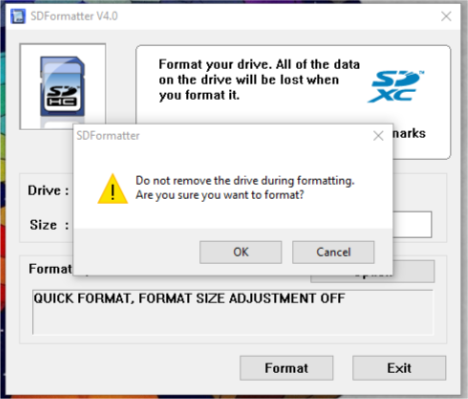 SDFormatter V4.0
Format your drive. All of the data
on the drive will be lost when
you format it.
SD
HC
SD
XC
TM
marks
SDFormatter
Do not remove the drive during formatting.
Are you sure you want to format?
OK
Cancel
Drive :
Size :
Format
QUICK FORMAT, FORMAT SIZE ADJUSTMENT OFF
Format
Exit